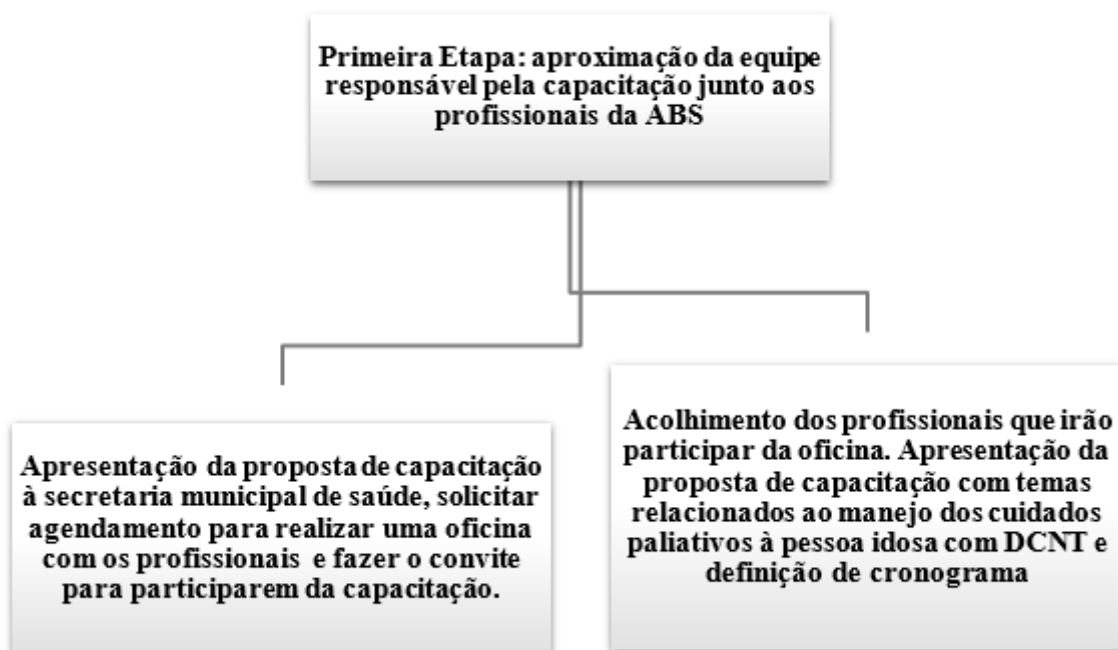 Primeira Etapa: aproximação da equipe
responsável pela capacitação junto aos
profissionais da ABS
Apresentação da proposta de capacitação
à secretaria municipal de saúde, solicitar
agendamento para realizar uma oficina
com os profissionais e fazer o convite
para participarem da capacitação.
Acolhimento dos profissionais que irão
participar da oficina. Apresentação da
proposta de capacitação com temas
relacionados ao manejo dos cuidados
paliativos à pessoa idosa com DCNT e
definição de cronograma